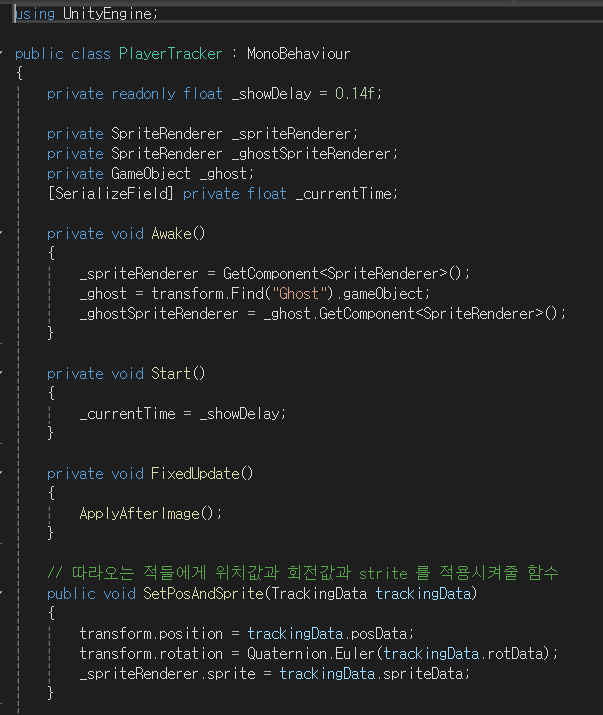 using UnityEngine;
public class PlayerTracker : MonoBehaviour
{
private readonly float _showDelay = 0.14f;
private SpriteRenderer _spriteRenderer;
private SpriteRenderer _ghostSpriteRenderer;
private GameObject _ghost;
[SerializeField] private float _currentTime;
private void Awake()
{
_spriteRenderer = GetComponent<SpriteRenderer>();
_ghost = transform.Find("Ghost").gameObject;
_ghostSpriteRenderer = _ghost.GetComponent<SpriteRenderer>();
}
private void Start()
{
_currentTime = _showDelay;
}
private void FixedUpdate()
{
ApplyAfterImage();
}
// 따라오는 적들에게 위치값과 회전값과 strite 를 적용시켜줄 함수
public void SetPosAndSprite(TrackingData trackingData)
{
transform.position = trackingData.posData;
transform.rotation = Quaternion.Euler(trackingData.rotData);
_spriteRenderer.sprite = trackingData.spriteData;
}